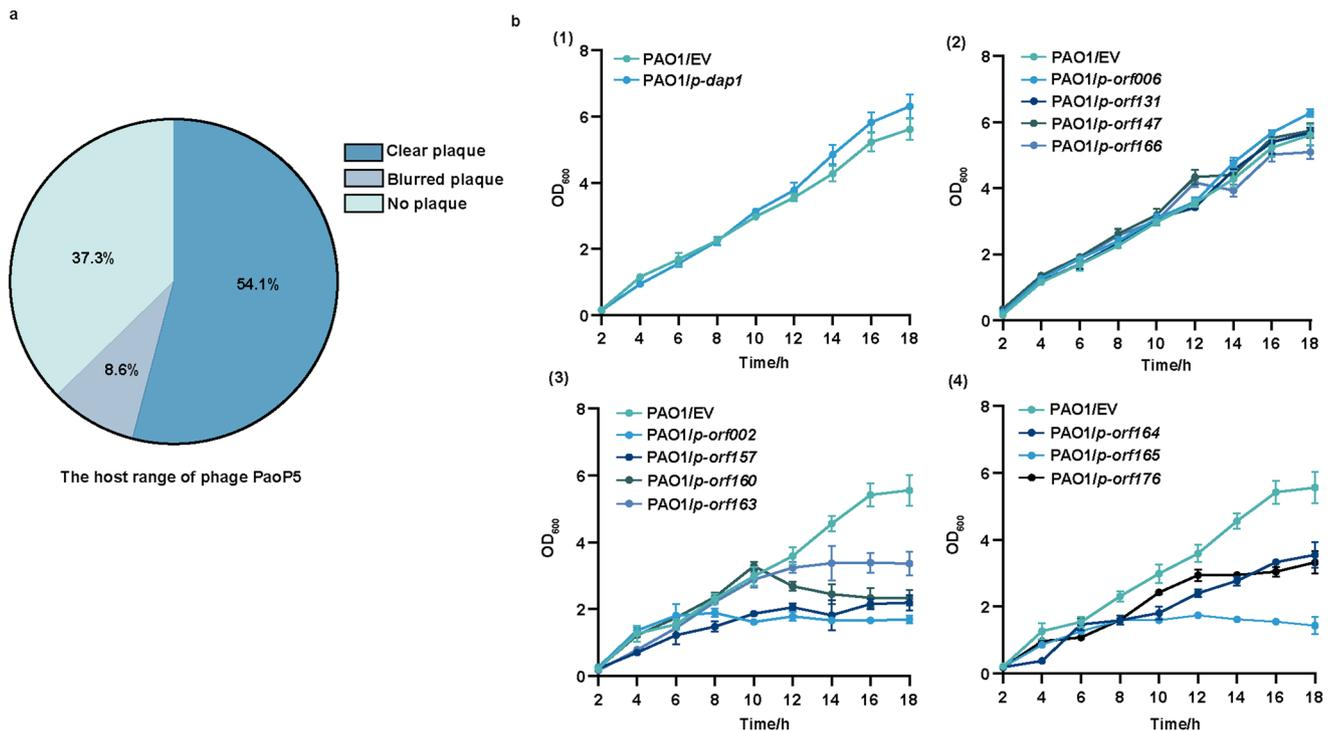 a
Clear plaque
Blurred plaque
No plaque
37.3%
54.1%
8.6%
The host range of phage PaoP5
b
(1)
PAO1/EV
PAO1/p-dap1
8
6
4
2
0
OD600
2 4 6 8 10 12 14 16 18
Time/h
(2)
PAO1/EV
PAO1/p-orf006
PAO1/p-orf131
PAO1/p-orf147
PAO1/p-orf166
8
6
4
2
0
OD600
2 4 6 8 10 12 14 16 18
Time/h
(3)
PAO1/EV
PAO1/p-orf002
PAO1/p-orf157
PAO1/p-orf160
PAO1/p-orf163
8
6
4
2
0
OD600
2 4 6 8 10 12 14 16 18
Time/h
(4)
PAO1/EV
PAO1/p-orf164
PAO1/p-orf165
PAO1/p-orf176
8
6
4
2
0
OD600
2 4 6 8 10 12 14 16 18
Time/h